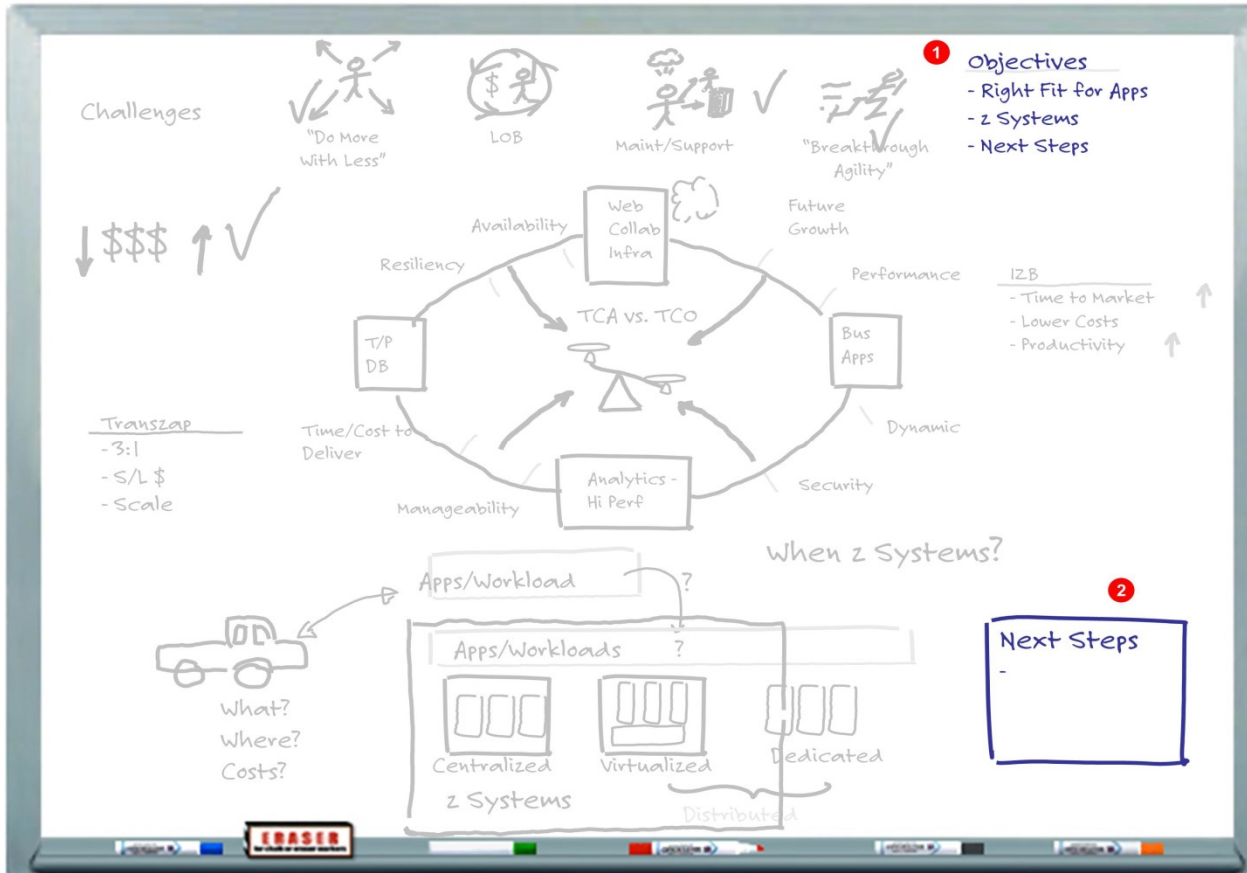 Challenges
"Do More
With Less"
$
LOB
Maint/Support
"Breakthrough
Agility"
1
Objectives
- Right Fit for Apps
- z Systems
- Next Steps
$$$
Availability
Resiliency
Web
Collab
Infra
Future
Growth
Performance
TCA vs. TCO
T/P
DB
Bus
Apps
IZB
- Time to Market
- Lower Costs
- Productivity
Transzap
- 3:1
- S/L $
- Scale
Time/Cost to
Deliver
Manageability
Analytics -
Hi Perf
Security
Dynamic
When z Systems?
Apps/Workload
?
Apps/Workloads ?
What?
Where?
Costs?
Centralized
Virtualized
Dedicated
z Systems
Distributed
2
Next Steps
-
ERASER